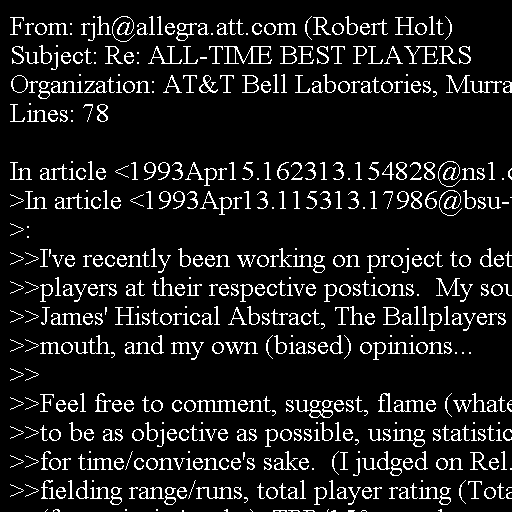 From: rjh@allegra.att.com (Robert Holt)
Subject: Re: ALL-TIME BEST PLAYERS
Organization: AT&T Bell Laboratories, Murra
Lines: 78

In article <1993Apr15.162313.154828@ns1.c
>In article <1993Apr13.115313.17986@bsu-
>:
>>I've recently been working on project to det
>>players at their respective postions.  My sou
>>James' Historical Abstract, The Ballplayers
>>mouth, and my own (biased) opinions...
>>
>>Feel free to comment, suggest, flame (whate
>>to be as objective as possible, using statistic
>>for time/convience's sake.  (I judged on Rel.
>>fielding range/runs, total player rating (Tota